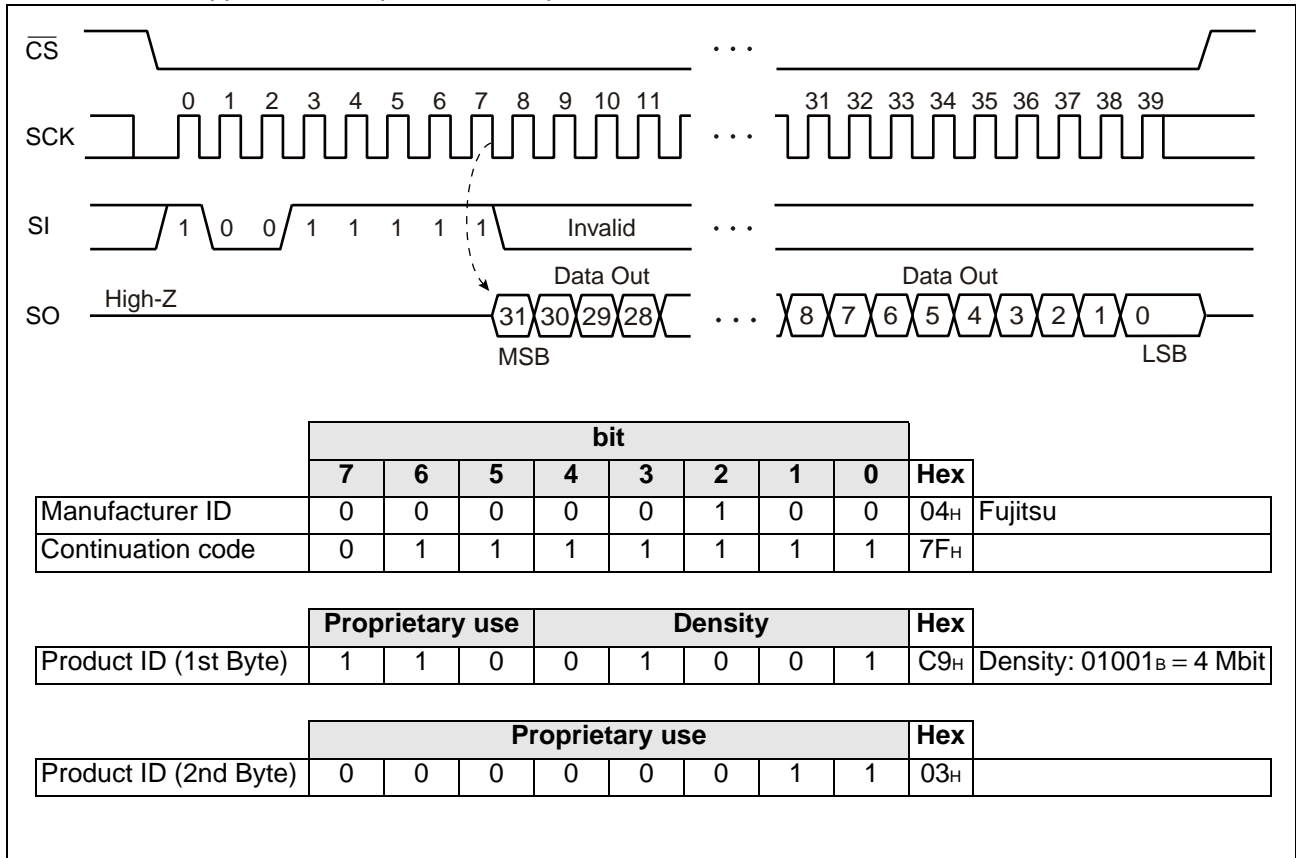 CS
0 1 2 3 4 5 6 7 8 9 10 11 31 32 33 34 35 36 37 38 39
SCK
SI 1 0 0 1 1 1 1 1 Invalid
Data Out Data Out
High-Z
SO 31 30 29 28 8 7 6 5 4 3 2 1 0
MSB LSB
bit
7 6 5 4 3 2 1 0 Hex
Manufacturer ID 0 0 0 0 0 1 0 0 04H Fujitsu
Continuation code 0 1 1 1 1 1 1 1 7FH
Proprietary use Density Hex
Product ID (1st Byte) 1 1 0 0 1 0 0 1 C9H Density: 01001B = 4 Mbit
Proprietary use Hex
Product ID (2nd Byte) 0 0 0 0 0 0 1 1 03H